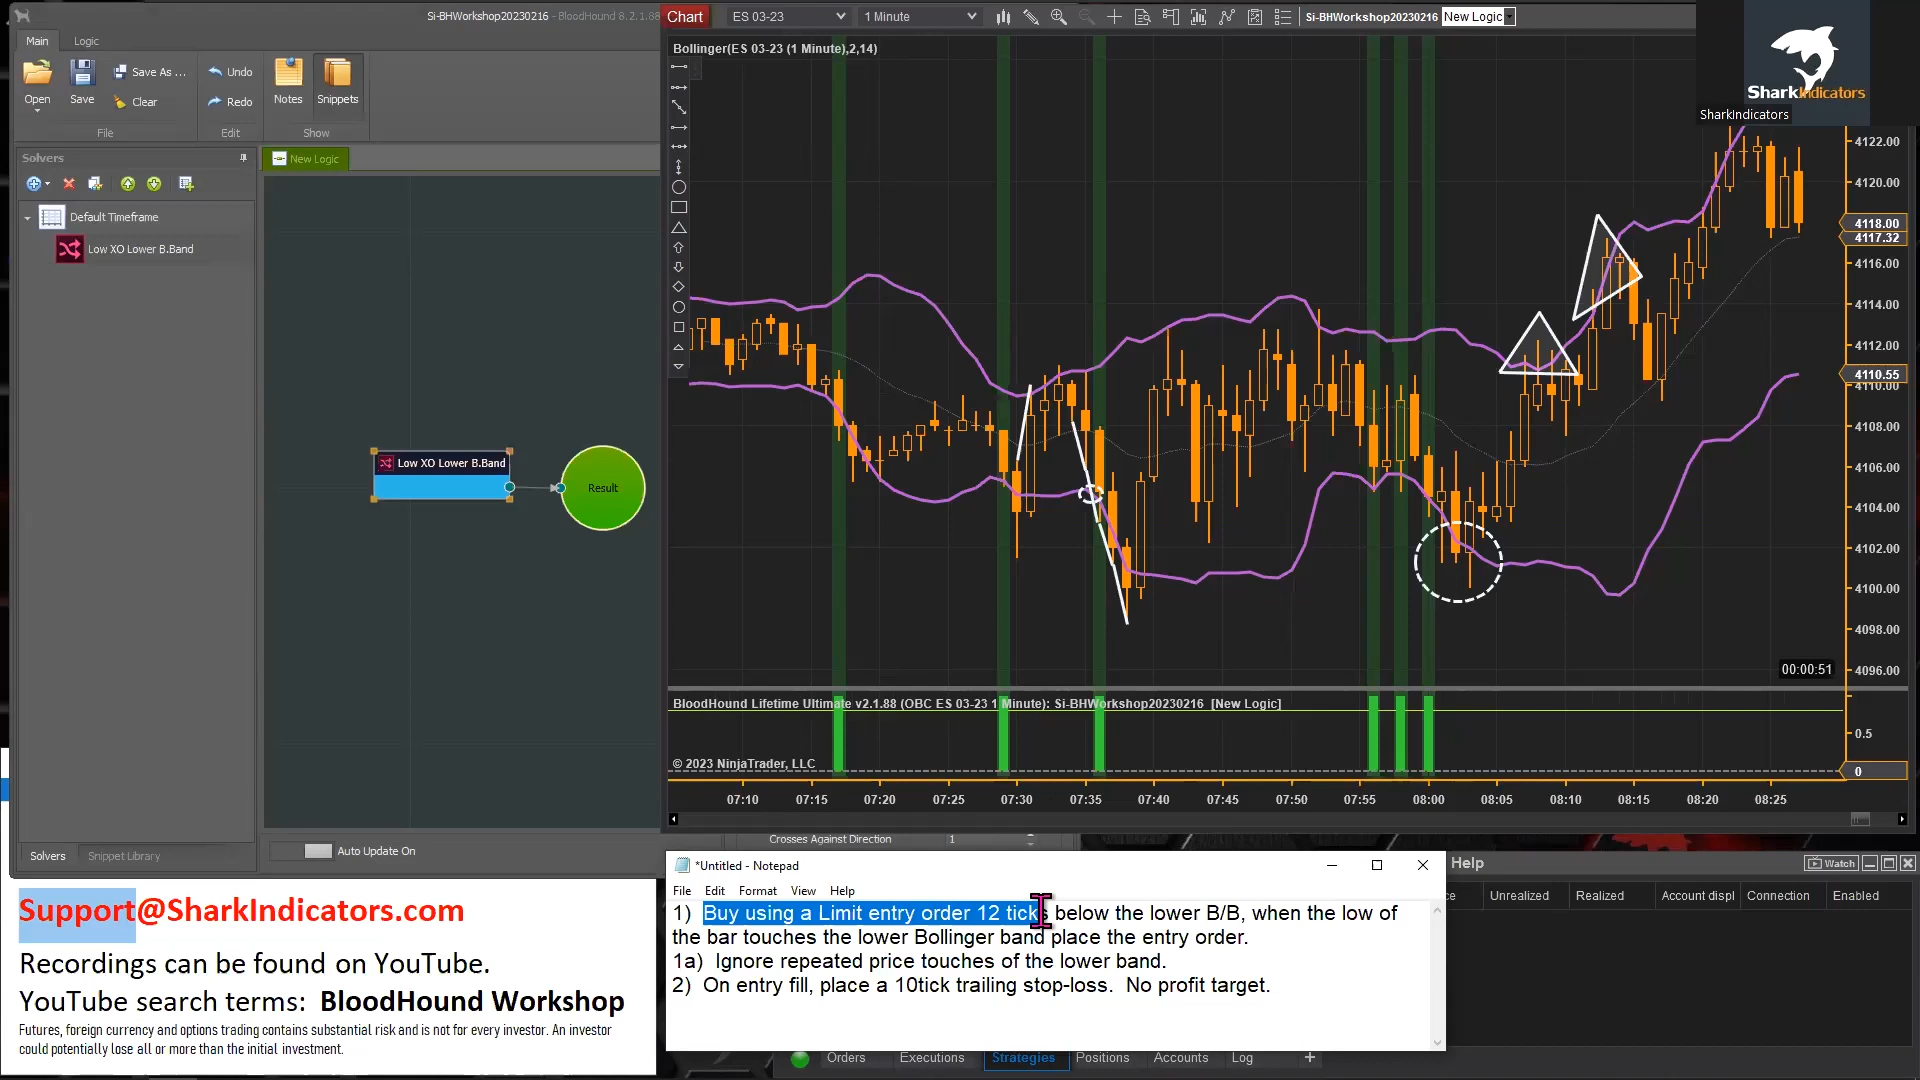 Si-BHWorkshop20230216 - BloodHound 8.2.1.88
Main
Logic
Open
Save
Save As ...
Clear
Undo
Redo
Notes
Snippets
File
Edit
Show
Solvers
New Logic
Default Timeframe
Low XO Lower B.Band
Low XO Lower B.Band
Result
Solvers
Snippet Library
Auto Update On
Crosses Against Direction
1
Chart
ES 03-23
1 Minute
Si-BHWorkshop20230216
New Logic
Bollinger(ES 03-23 (1 Minute),2,14)
SharkIndicators
SharkIndicators
4122.00
4120.00
4118.00
4117.32
4116.00
4114.00
4112.00
4110.55
4110.00
4108.00
4106.00
4104.00
4102.00
4100.00
4098.00
4096.00
00:00:51
BloodHound Lifetime Ultimate v2.1.88 (OBC ES 03-23 1 Minute): Si-BHWorkshop20230216 [New Logic]
0.5
0
© 2023 NinjaTrader, LLC
07:10
07:15
07:20
07:25
07:30
07:35
07:40
07:45
07:50
07:55
08:00
08:05
08:10
08:15
08:20
08:25
Support@SharkIndicators.com
Recordings can be found on YouTube.
YouTube search terms: BloodHound Workshop
Futures, foreign currency and options trading contains substantial risk and is not for every investor. An investor
could potentially lose all or more than the initial investment.
*Untitled - Notepad
File Edit Format View Help
1) Buy using a Limit entry order 12 ticks below the lower B/B, when the low of
the bar touches the lower Bollinger band place the entry order.
1a) Ignore repeated price touches of the lower band.
2) On entry fill, place a 10tick trailing stop-loss. No profit target.
Help
Watch
Unrealized
Realized
Account displ
Connection
Enabled
Orders
Executions
Strategies
Positions
Accounts
Log
+